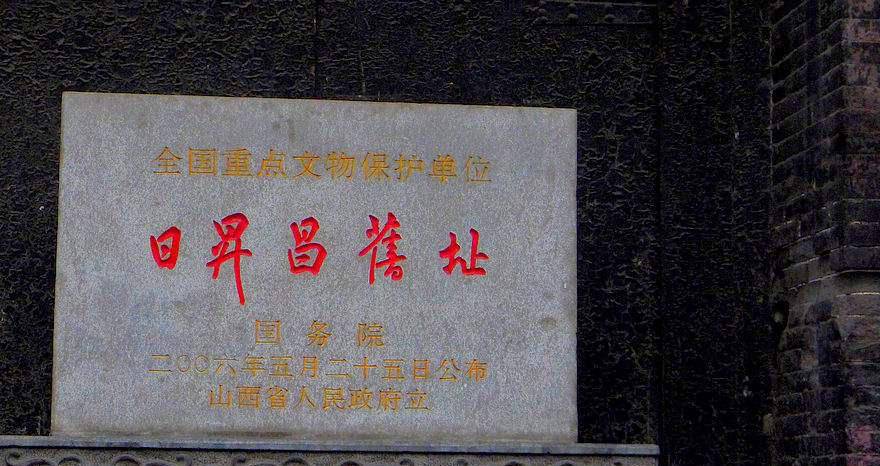 全国重点文物保护单位
日昇昌舊址
国务院
二〇〇六年五月二十五日公布
山西省人民政府立